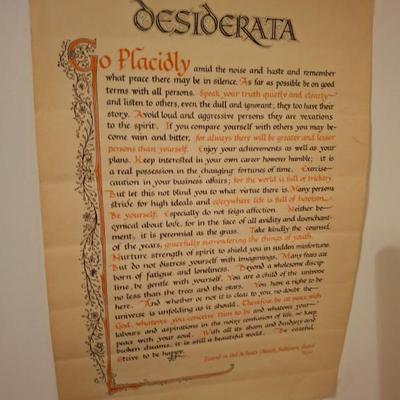 DESIDERATA
Go Placidly amid the noise and haste and remember
what peace there may be in silence. As far as possible be on good
terms with all persons. Speak your truth quietly and clearly
and listen to others, even the dull and ignorant; they too have their
story. Avoid loud and aggressive persons they are vexations
to the spirit. If you compare yourself with others you may be-
come vain and bitter, for always there will be greater and lesser
persons than yourself. Enjoy your achievements as well as your
plans. Keep interested in your own career however humble; it is
a real possession in the changing fortunes of time. Exercise
caution in your business affairs; for the world is full of trickery.
But let this not blind you to what virtue there is. Many persons
strive for high ideals and everywhere life is full of heroism.
Be yourself. Especially do not feign affection. Neither be
cynical about love, for in the face of all avidity and disenchant-
ment, it is perennial as the grass. Take kindly the counsel
of the years, gracefully surrendering the things of youth.
Nurture strength of spirit to shield you in sudden misfortune.
But do not distress yourself with imaginings. Many fears are
born of fatigue and loneliness. Beyond a wholesome discip-
line, be gentle with yourself. You are a child of the universe
no less than the trees and the stars. You have a right to be
here. And whether or not it is clear to you, no doubt the
universe is unfolding as it should. Therefore be at peace with
God, whatever you conceive Him to be and whatever your
labours and aspirations in the noisy confusion of life keep
peace with your soul. With all its sham and drudgery and
broken dreams, it is still a beautiful world. Be careful.
Strive to be happy.
Found in Old St Paul's Church, Baltimore, dated
1692